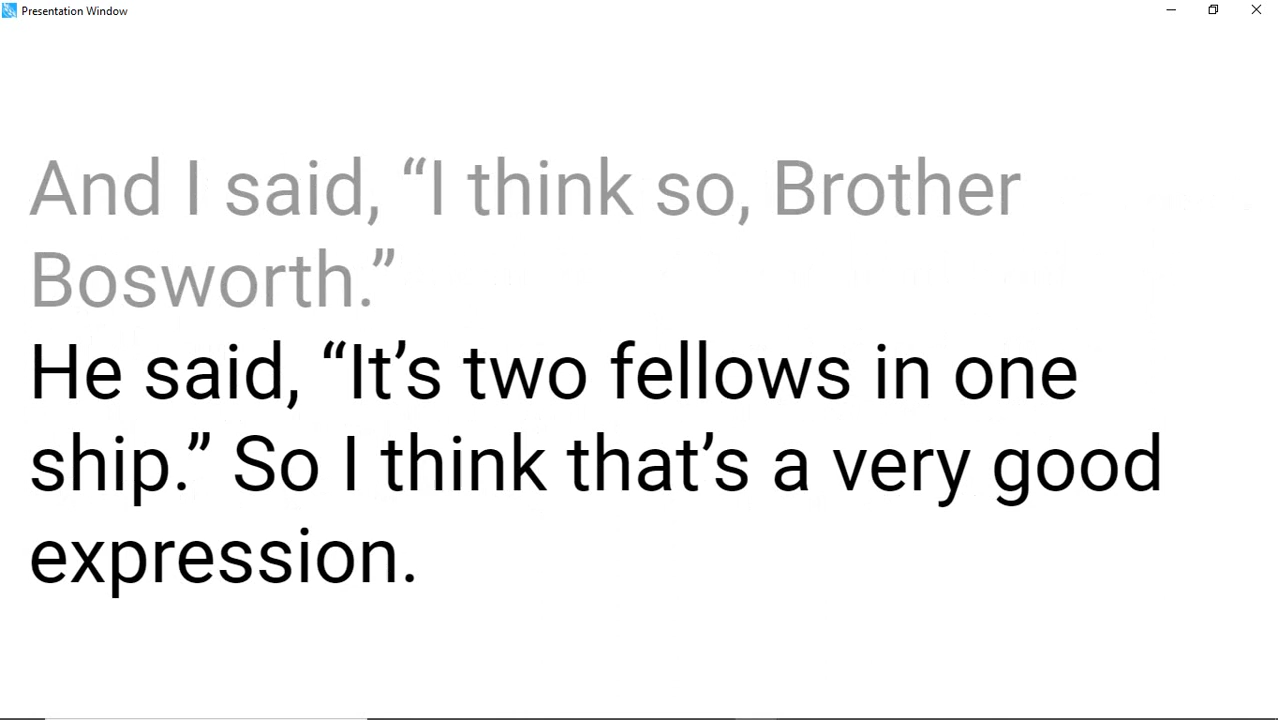 Presentation Window
And I said, “I think so, Brother
Bosworth.”
He said, “It’s two fellows in one
ship.” So I think that’s a very good
expression.